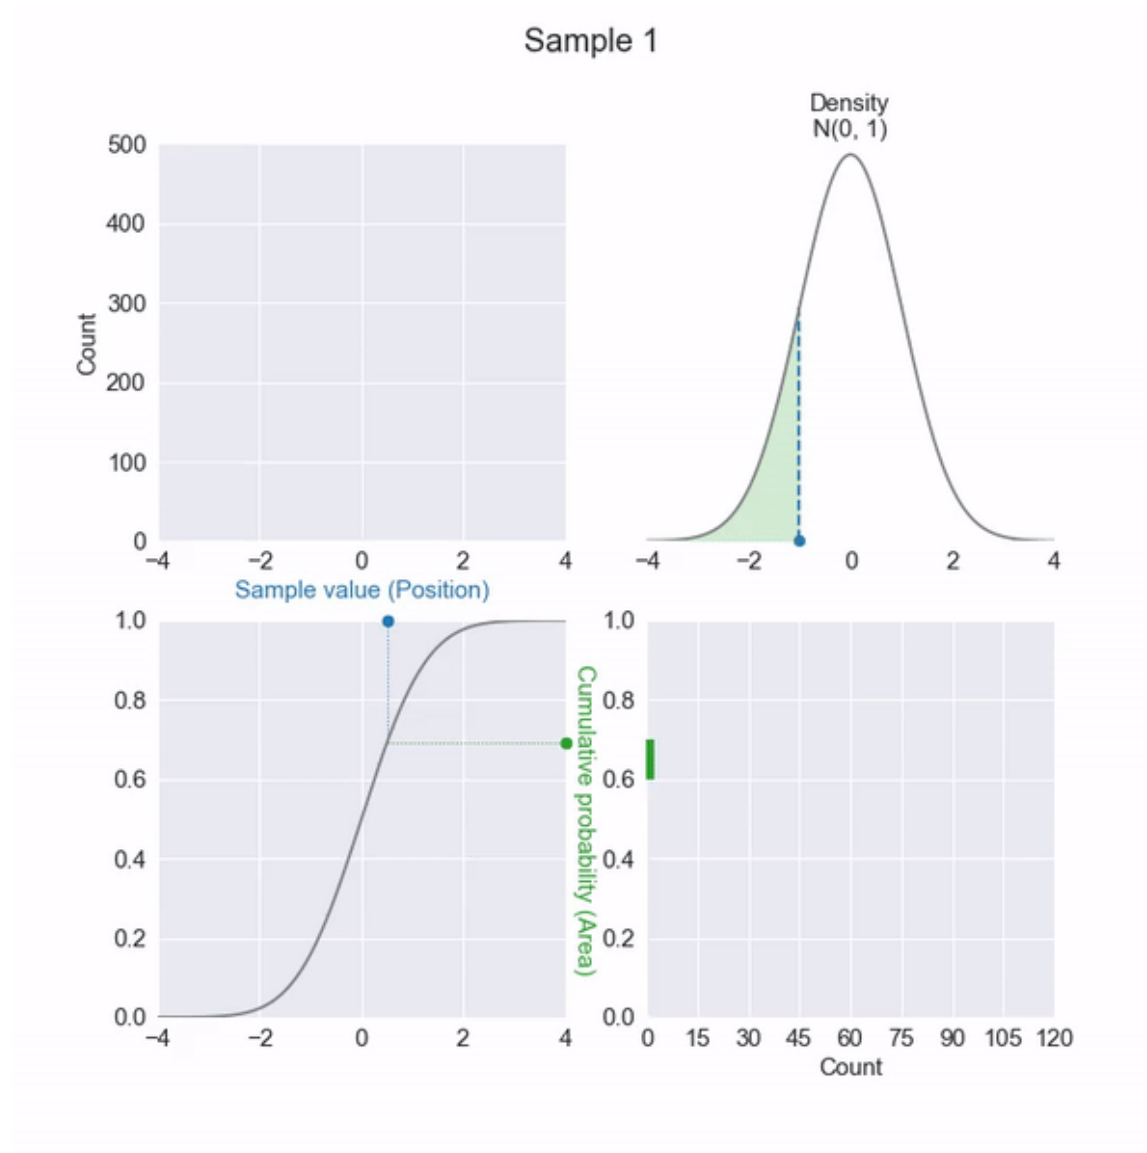 Sample 1
Density
N(0, 1)
500
400
300
200
100
0
Count
−4 −2 0 2 4
−4 −2 0 2 4
Sample value (Position)
1.0
0.8
0.6
0.4
0.2
0.0
−4 −2 0 2 4
Cumulative probability (Area)
1.0
0.8
0.6
0.4
0.2
0.0
0 15 30 45 60 75 90 105 120
Count